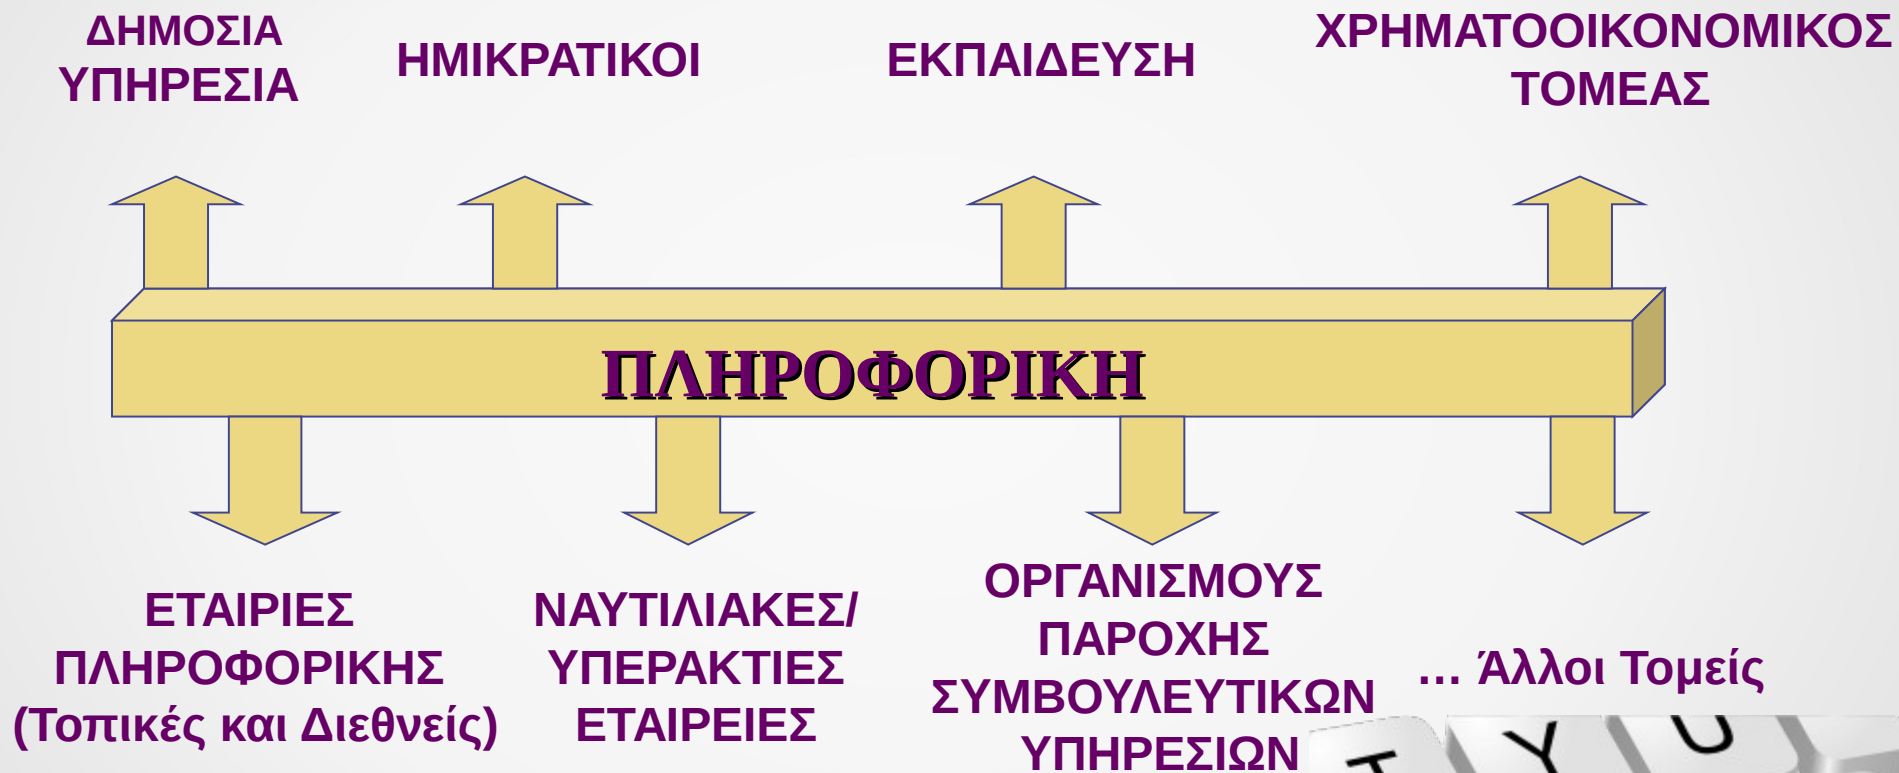 ΔΗΜΟΣΙΑ
ΥΠΗΡΕΣΙΑ
ΗΜΙΚΡΑΤΙΚΟΙ
ΕΚΠΑΙΔΕΥΣΗ
ΧΡΗΜΑΤΟΟΙΚΟΝΟΜΙΚΟΣ
ΤΟΜΕΑΣ
ΠΛΗΡΟΦΟΡΙΚΗ
ΕΤΑΙΡΙΕΣ
ΠΛΗΡΟΦΟΡΙΚΗΣ
(Τοπικές και Διεθνείς)
ΝΑΥΤΙΛΙΑΚΕΣ/
ΥΠΕΡΑΚΤΙΕΣ
ΕΤΑΙΡΕΙΕΣ
ΟΡΓΑΝΙΣΜΟΥΣ
ΠΑΡΟΧΗΣ
ΣΥΜΒΟΥΛΕΥΤΙΚΩΝ
ΥΠΗΡΕΣΙΩΝ
... Άλλοι Τομείς
T Y U